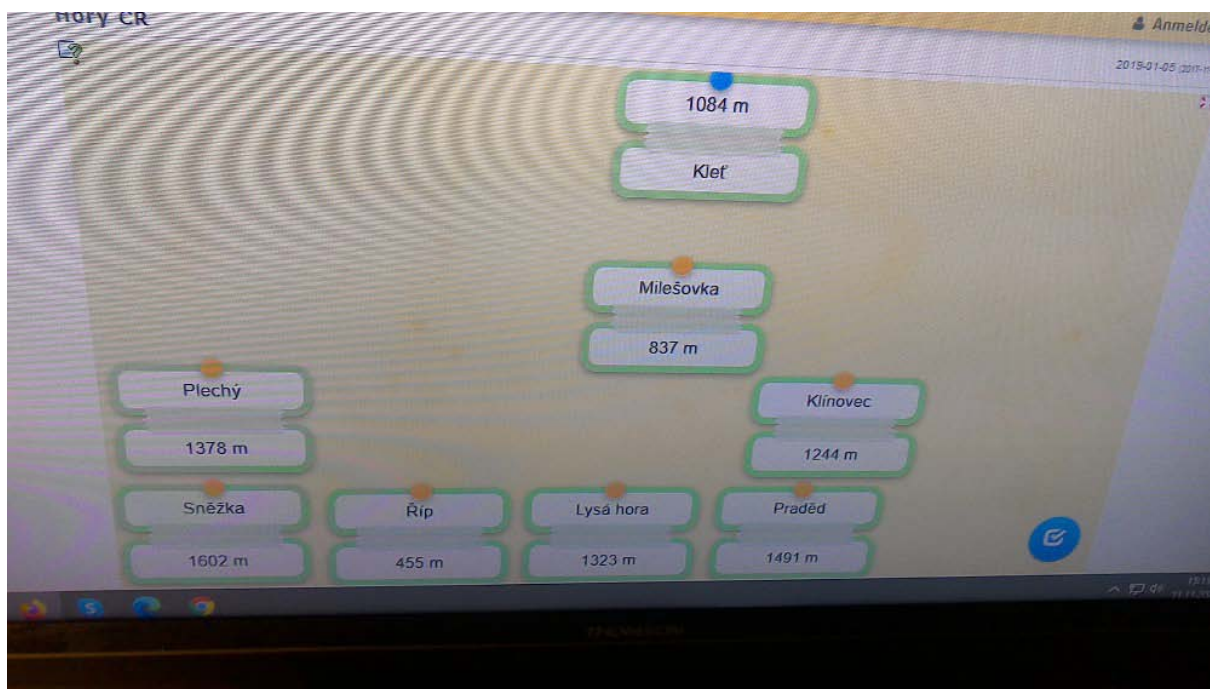 Hory ČR
Anmelde
2019-01-05
1084 m
Kleť
Milešovka
837 m
Plechý
1378 m
Klínovec
1244 m
Sněžka
1602 m
Říp
455 m
Lysá hora
1323 m
Praděd
1491 m